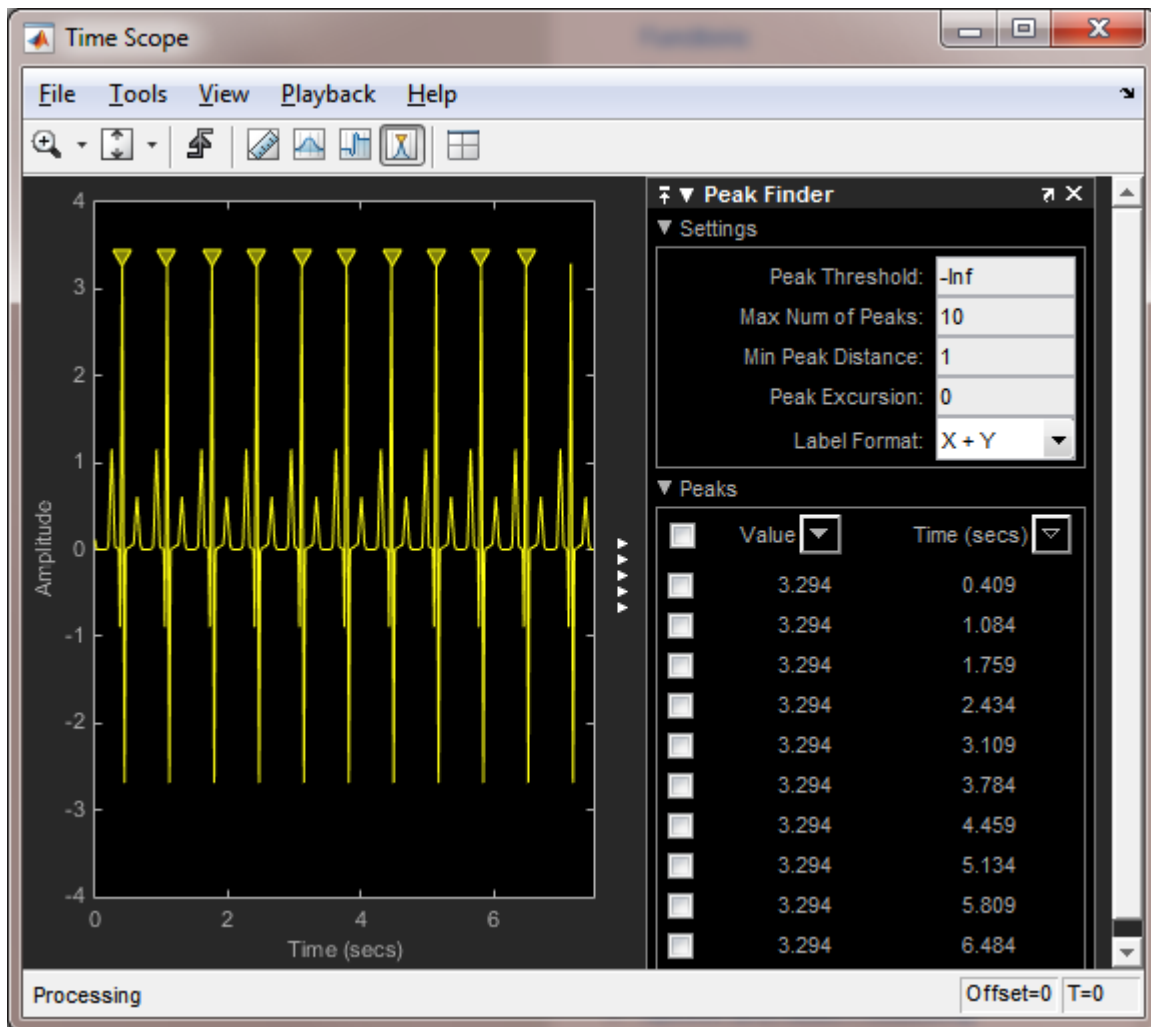 Time Scope
File Tools View Playback Help
4
3
2
1
0
-1
-2
-3
-4
Amplitude
0 2 4 6
Time (secs)
Peak Finder
Settings
Peak Threshold: -Inf
Max Num of Peaks: 10
Min Peak Distance: 1
Peak Excursion: 0
Label Format: X + Y
Peaks
Value Time (secs)
3.294 0.409
3.294 1.084
3.294 1.759
3.294 2.434
3.294 3.109
3.294 3.784
3.294 4.459
3.294 5.134
3.294 5.809
3.294 6.484
Processing Offset=0 T=0